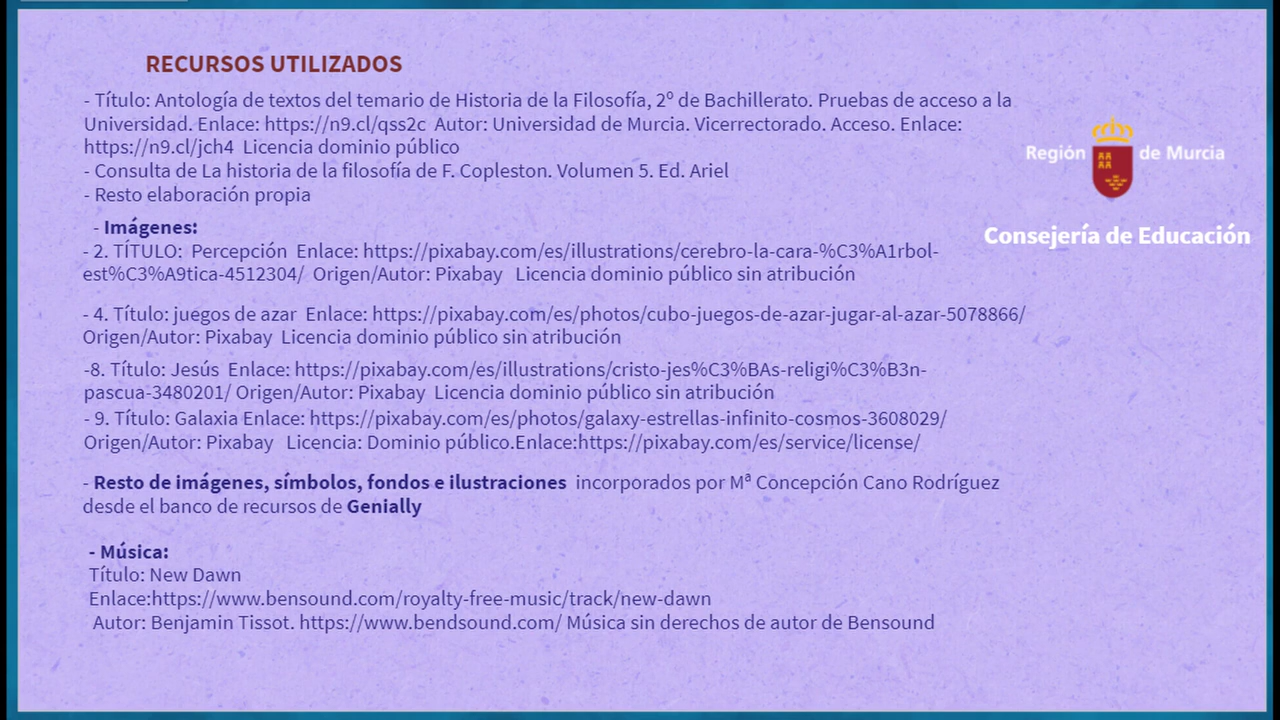 RECURSOS UTILIZADOS
- Título: Antología de textos del temario de Historia de la Filosofía, 2º de Bachillerato. Pruebas de acceso a la
Universidad. Enlace: https://n9.cl/qss2c  Autor: Universidad de Murcia. Vicerrectorado. Acceso. Enlace:
https://n9.cl/jch4  Licencia dominio público
- Consulta de La historia de la filosofía de F. Copleston. Volumen 5. Ed. Ariel
- Resto elaboración propia
- Imágenes:
- 2. TÍTULO:  Percepción  Enlace: https://pixabay.com/es/illustrations/cerebro-la-cara-%C3%A1rbol-
est%C3%A9tica-4512304/  Origen/Autor: Pixabay   Licencia dominio público sin atribución
- 4. Título: juegos de azar  Enlace: https://pixabay.com/es/photos/cubo-juegos-de-azar-jugar-al-azar-5078866/
Origen/Autor: Pixabay  Licencia dominio público sin atribución
-8. Título: Jesús  Enlace: https://pixabay.com/es/illustrations/cristo-jes%C3%BAs-religi%C3%B3n-
pascua-3480201/ Origen/Autor: Pixabay  Licencia dominio público sin atribución
- 9. Título: Galaxia Enlace: https://pixabay.com/es/photos/galaxy-estrellas-infinito-cosmos-3608029/
Origen/Autor: Pixabay   Licencia: Dominio público.Enlace:https://pixabay.com/es/service/license/
- Resto de imágenes, símbolos, fondos e ilustraciones  incorporados por Mª Concepción Cano Rodríguez
desde el banco de recursos de Genially
- Música:
Título: New Dawn
Enlace:https://www.bensound.com/royalty-free-music/track/new-dawn
Autor: Benjamin Tissot. https://www.bendsound.com/ Música sin derechos de autor de Bensound
Región de Murcia
Consejería de Educación